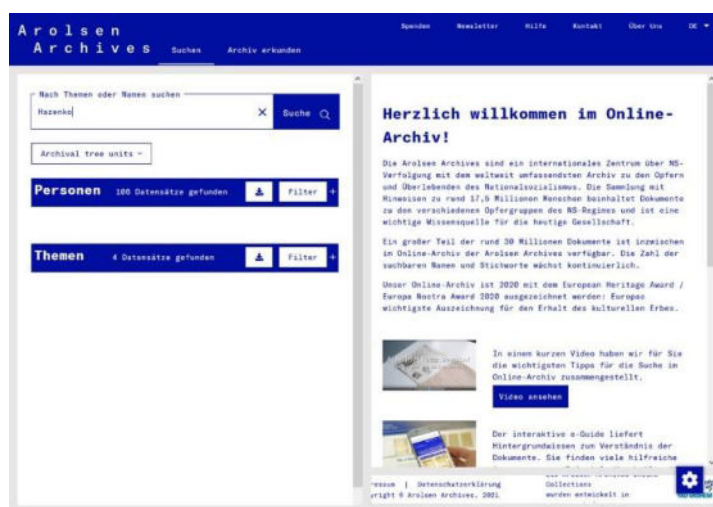 Arolsen
Archives
Suchen
Archiv erkunden
Spenden
Newsletter
Hilfe
Kontakt
Über Uns
DE
Nach Themen oder Namen suchen
Hazenko
Suche
Archival tree units
Personen 100 Datensätze gefunden Filter +
Themen 4 Datensätze gefunden Filter +
Herzlich willkommen im Online-
Archiv!
Die Arolsen Archives sind ein internationales Zentrum über NS-
Verfolgung mit dem weltweit umfassendsten Archiv zu den Opfern
und Überlebenden des Nationalsozialismus. Die Sammlung mit
Hinweisen zu rund 17,5 Millionen Menschen beinhaltet Dokumente
zu den verschiedenen Opfergruppen des NS-Regimes und ist eine
wichtige Wissensquelle für die heutige Gesellschaft.
Ein großer Teil der rund 30 Millionen Dokumente ist inzwischen
im Online-Archiv der Arolsen Archives verfügbar. Die Zahl der
suchbaren Namen und Stichworte wächst kontinuierlich.
Unser Online-Archiv ist 2020 mit dem European Heritage Award /
Europa Nostra Award 2020 ausgezeichnet worden: Europas
wichtigste Auszeichnung für den Erhalt des kulturellen Erbes.
In einem kurzen Video haben wir für Sie
die wichtigsten Tipps für die Suche im
Online-Archiv zusammengestellt.
Video ansehen
Der interaktive e-Guide liefert
Hintergrundwissen zum Verständnis der
Dokumente. Sie finden viele hilfreiche
ressum | Datenschutzerklärung
yright © Arolsen Archives, 2021
Collections
wurden entwickelt in